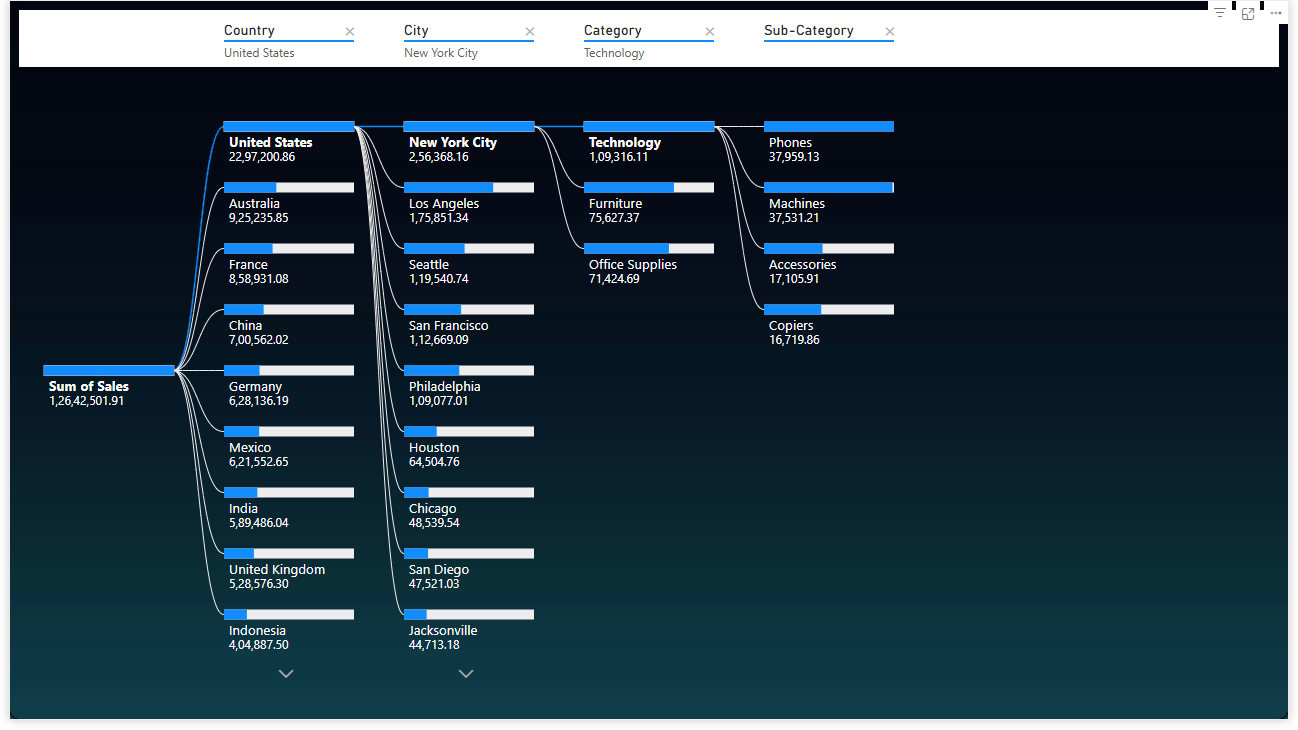 Country
City
Category
Sub-Category
United States
New York City
Technology
United States
22,97,200.86
Australia
9,25,235.85
France
8,58,931.08
China
7,00,562.02
Germany
6,28,136.19
Mexico
6,21,552.65
India
5,89,486.04
United Kingdom
5,28,576.30
Indonesia
4,04,887.50
New York City
2,56,368.16
Los Angeles
1,75,851.34
Seattle
1,19,540.74
San Francisco
1,12,669.09
Philadelphia
1,09,077.01
Houston
64,504.76
Chicago
48,539.54
San Diego
47,521.03
Jacksonville
44,713.18
Technology
1,09,316.11
Furniture
75,627.37
Office Supplies
71,424.69
Phones
37,959.13
Machines
37,531.21
Accessories
17,105.91
Copiers
16,719.86
Sum of Sales
1,26,42,501.91